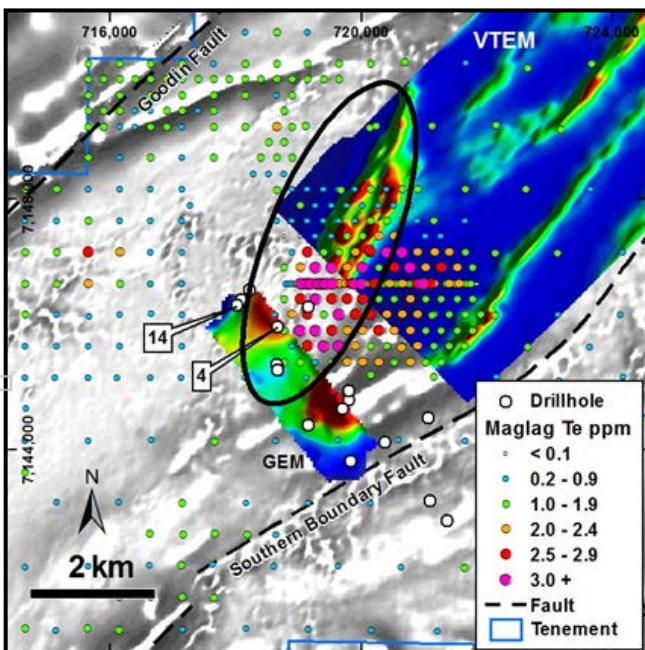 716,000
720,000
724,000
VTEM
Goodin Fault
7,148,000
14
4
7,144,000
GEM
N
Southern Boundary Fault
2 km
Drillhole
Maglag Te ppm
< 0.1
0.2 - 0.9
1.0 - 1.9
2.0 - 2.4
2.5 - 2.9
3.0 +
Fault
Tenement